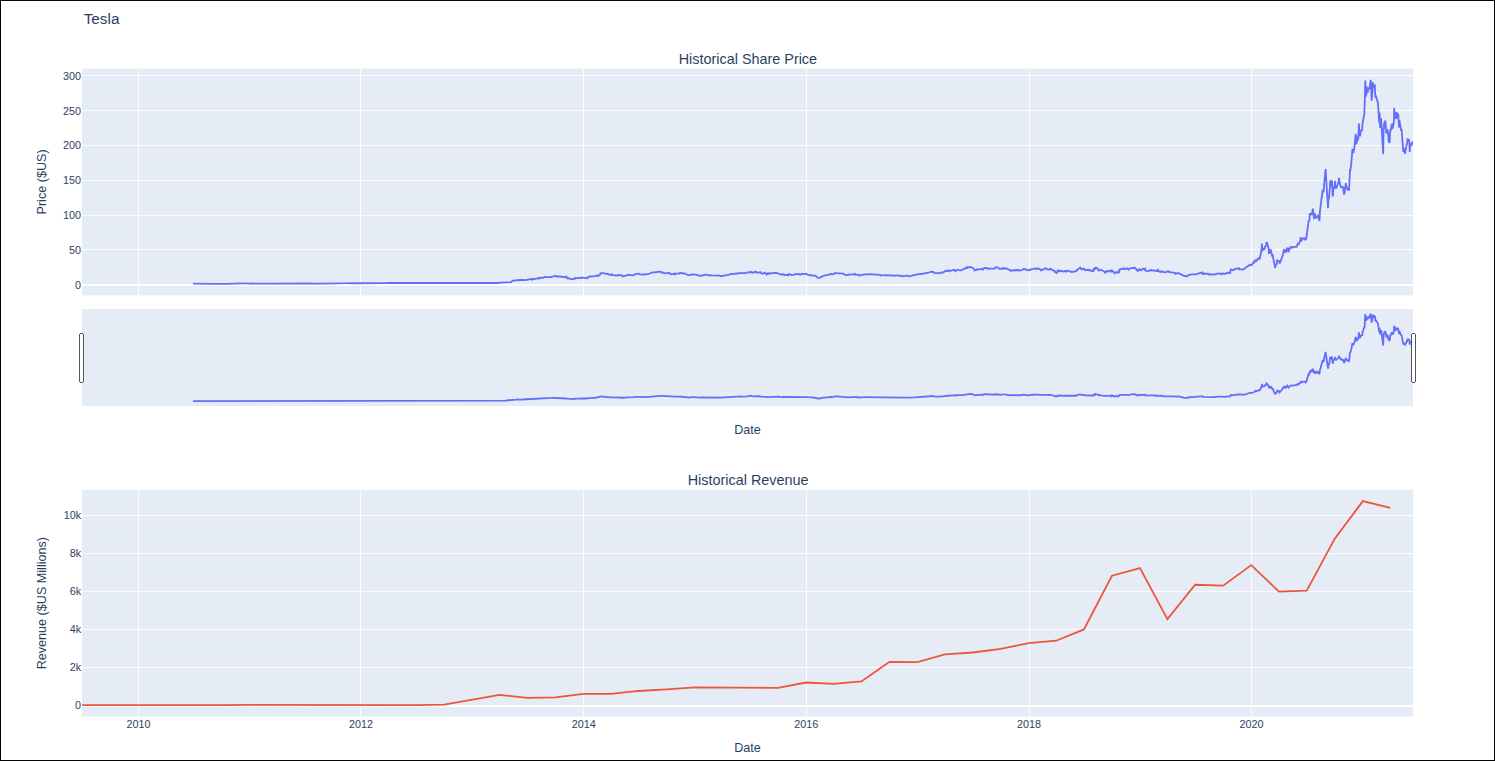 Tesla
Historical Share Price
300
250
200
150
100
50
0
Price ($US)
Date
Historical Revenue
10k
8k
6k
4k
2k
0
Revenue ($US Millions)
2010 2012 2014 2016 2018 2020
Date